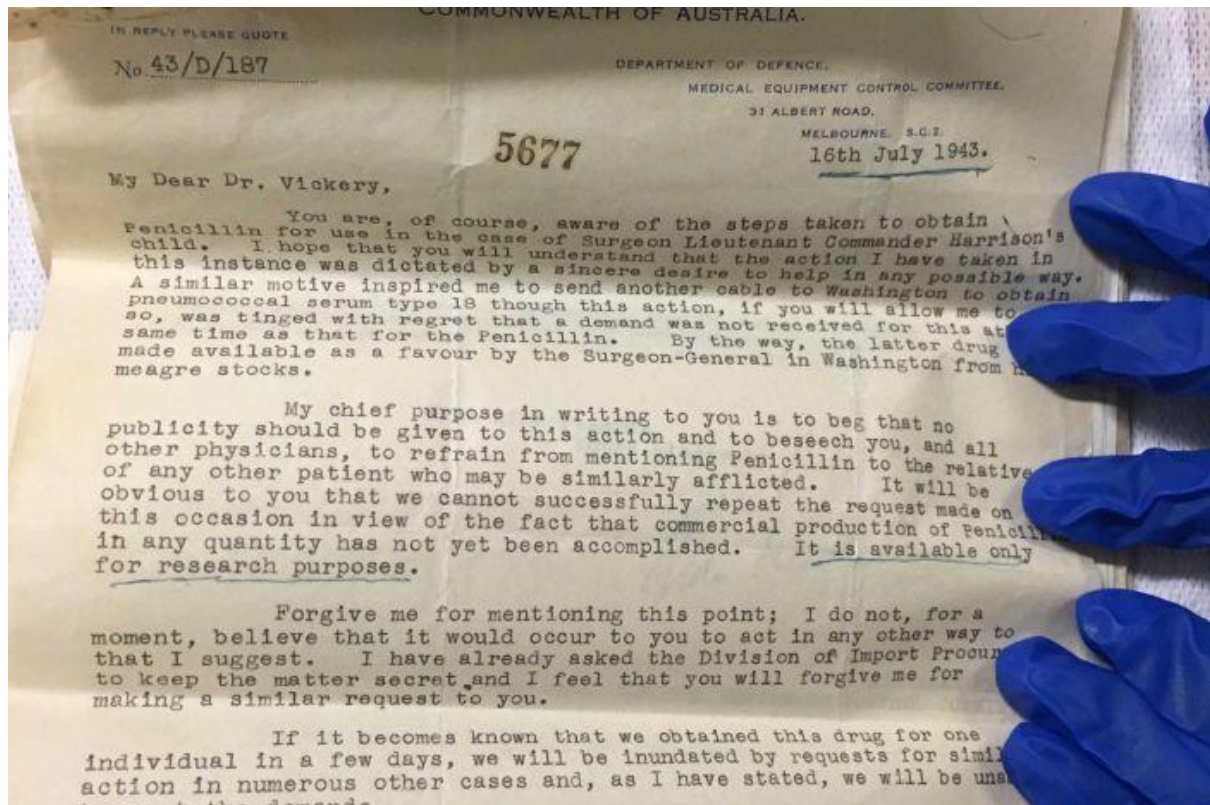 COMMONWEALTH OF AUSTRALIA.
IN REPLY PLEASE QUOTE
No. 43/D/187
DEPARTMENT OF DEFENCE,
MEDICAL EQUIPMENT CONTROL COMMITTEE.
31 ALBERT ROAD,
MELBOURNE. S.C.2.
5677
16th July 1943.
My Dear Dr. Vickery,
You are, of course, aware of the steps taken to obtain
Penicillin for use in the case of Surgeon Lieutenant Commander Harrison's
child. I hope that you will understand that the action I have taken in
this instance was dictated by a sincere desire to help in any possible way.
A similar motive inspired me to send another cable to Washington to obtain
pneumococcal serum type 18 though this action, if you will allow me to
so, was tinged with regret that a demand was not received for this at
same time as that for the Penicillin. By the way, the latter drug
made available as a favour by the Surgeon-General in Washington from
meagre stocks.
My chief purpose in writing to you is to beg that no
publicity should be given to this action and to beseech you, and all
other physicians, to refrain from mentioning Penicillin to the relative
of any other patient who may be similarly afflicted. It will be
obvious to you that we cannot successfully repeat the request made on
this occasion in view of the fact that commercial production of
in any quantity has not yet been accomplished. It is available only
for research purposes.
Forgive me for mentioning this point; I do not, for a
moment, believe that it would occur to you to act in any other way to
that I suggest. I have already asked the Division of Import
to keep the matter secret and I feel that you will forgive me for
making a similar request to you.
If it becomes known that we obtained this drug for one
individual in a few days, we will be inundated by requests for
action in numerous other cases and, as I have stated, we will be